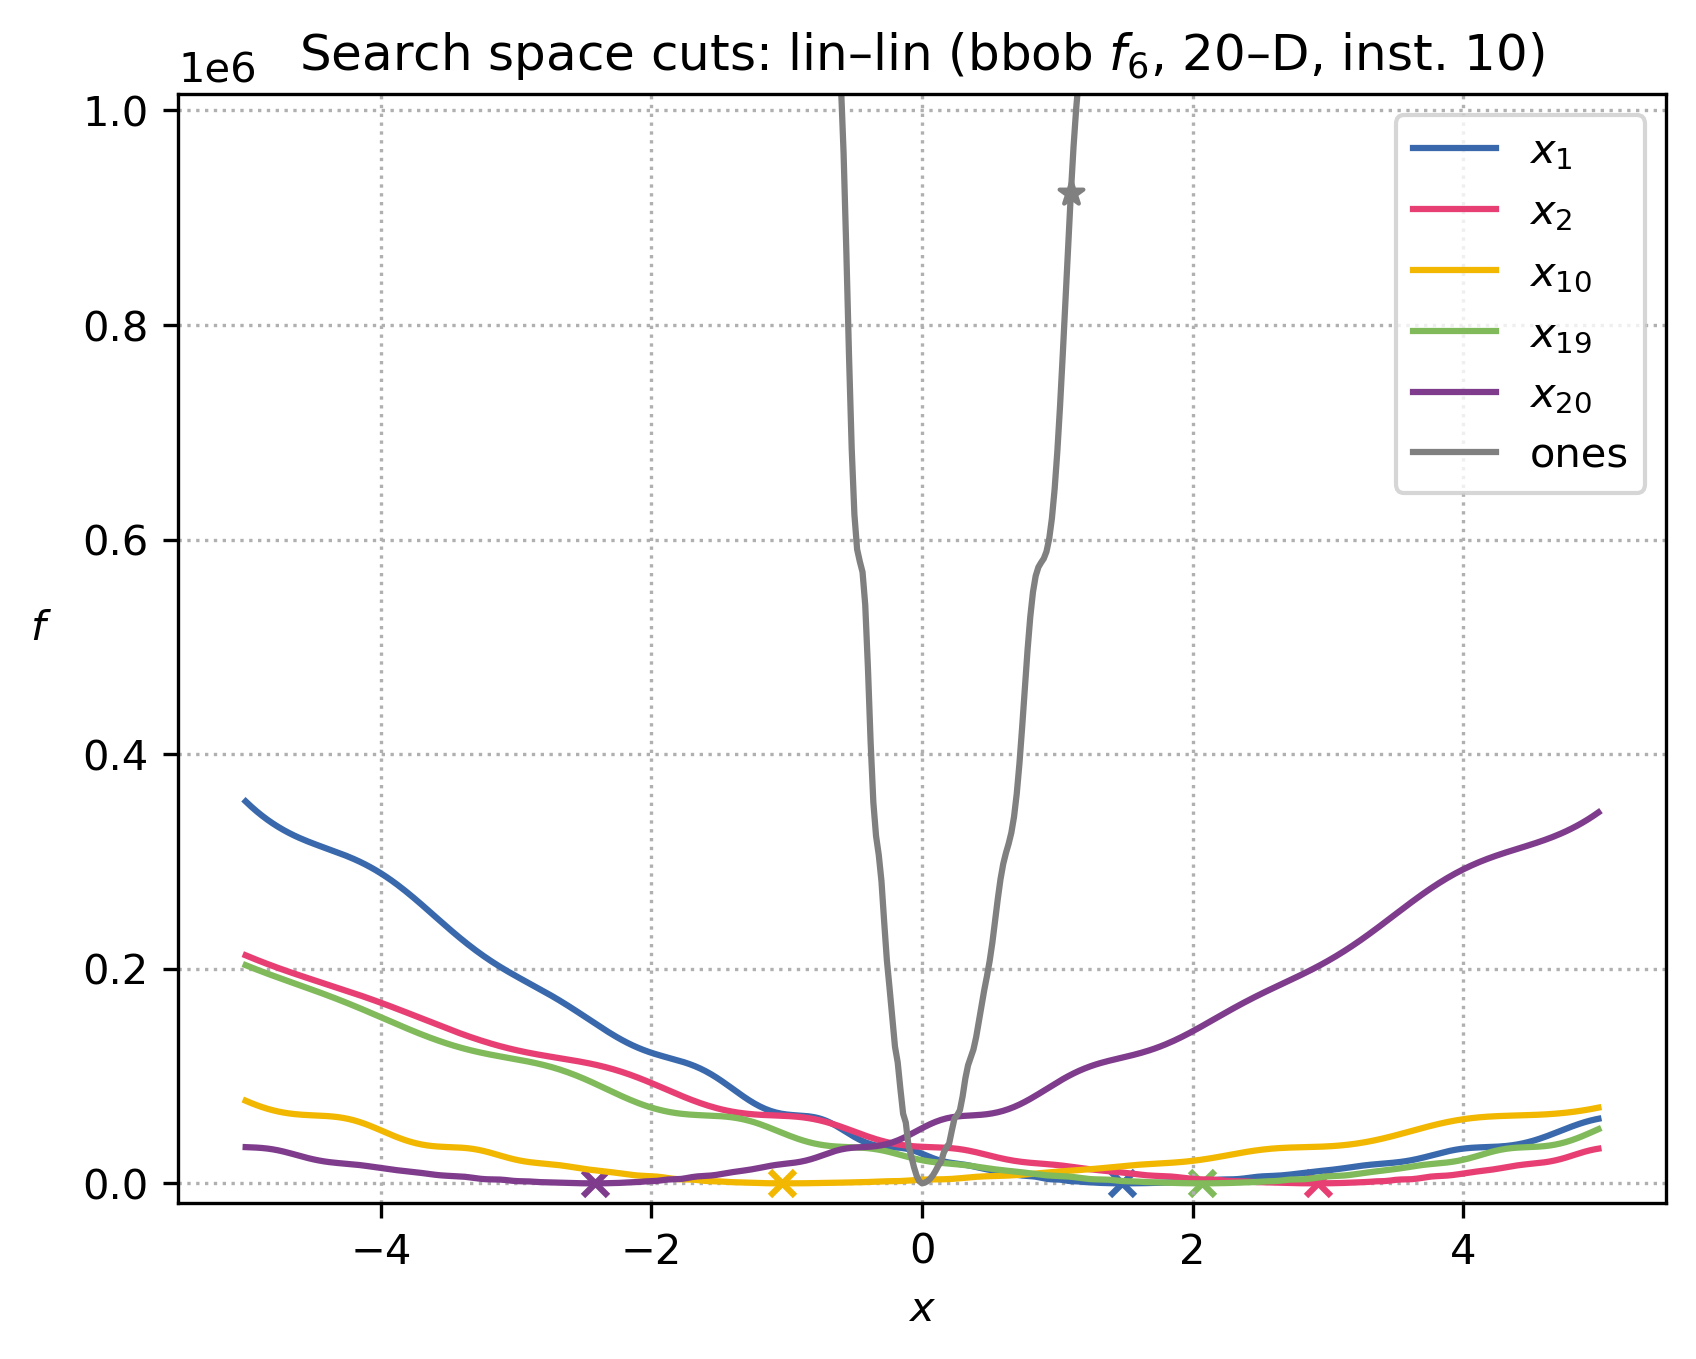 Search space cuts: lin–lin (bbob f₆, 20–D, inst. 10)
1e6
1.0
0.8
0.6
0.4
0.2
0.0
f
−4
−2
0
2
4
x
x₁
x₂
x₁₀
x₁₉
x₂₀
ones